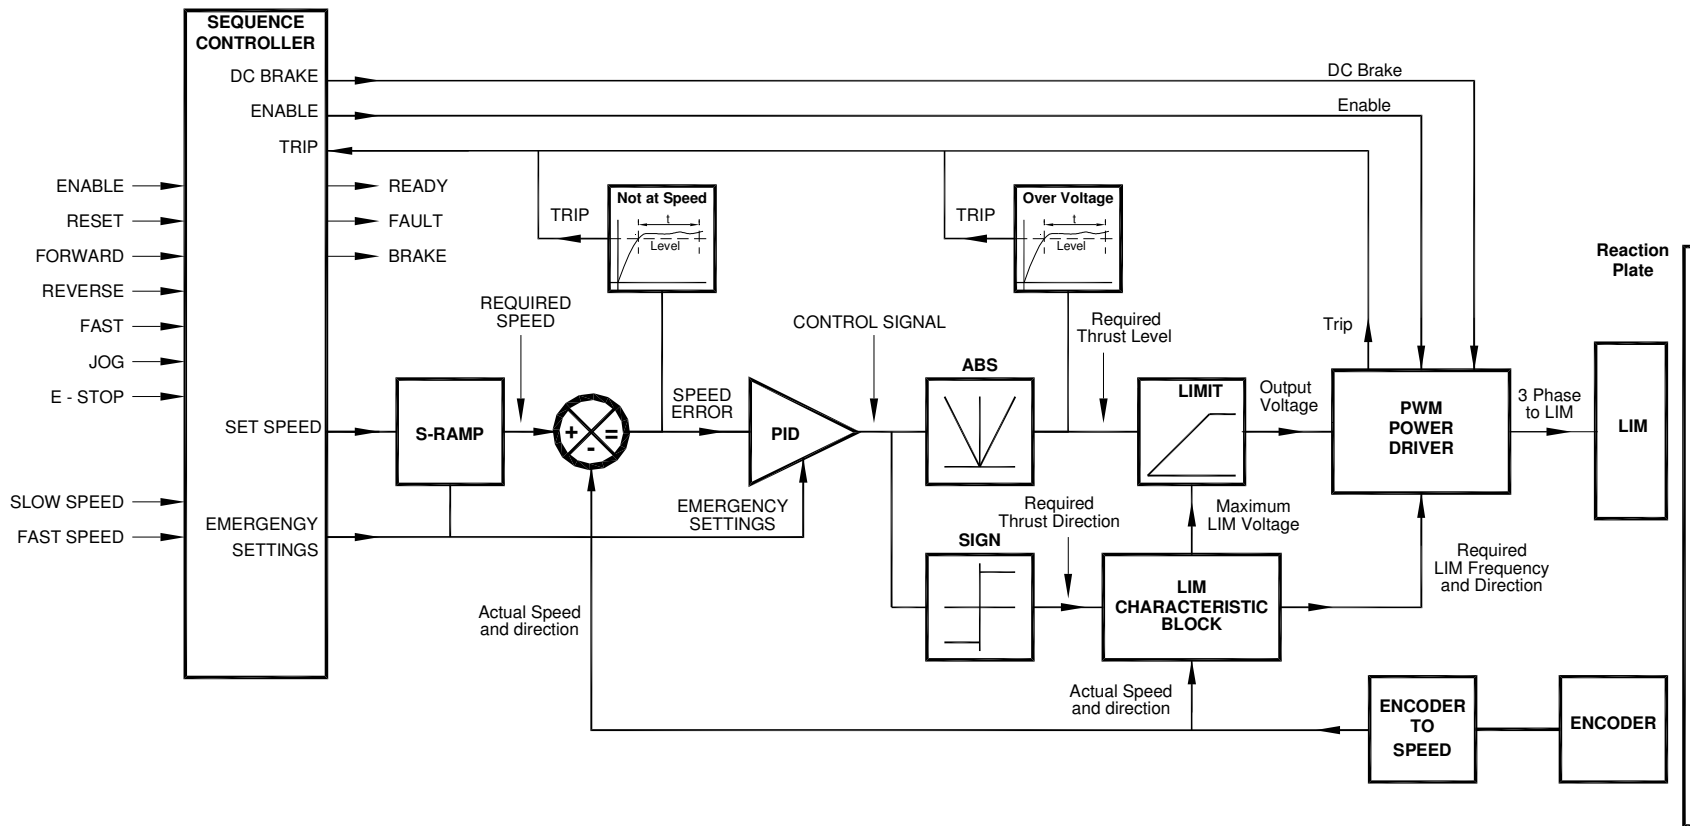 SEQUENCE
CONTROLLER
DC BRAKE
ENABLE
TRIP
SET SPEED
EMERGENGY
SETTINGS
ENABLE
RESET
FORWARD
REVERSE
FAST
JOG
E - STOP
SLOW SPEED
FAST SPEED
READY
FAULT
BRAKE
DC Brake
Enable
TRIP
Not at Speed
t
Level
TRIP
Over Voltage
t
Level
Trip
REQUIRED
SPEED
S-RAMP
+
=
-
SPEED
ERROR
PID
EMERGENCY
SETTINGS
CONTROL SIGNAL
ABS
Required
Thrust Level
LIMIT
Output
Voltage
PWM
POWER
DRIVER
3 Phase
to LIM
LIM
Reaction
Plate
Required
Thrust Direction
SIGN
Maximum
LIM Voltage
LIM
CHARACTERISTIC
BLOCK
Required
LIM Frequency
and Direction
Actual Speed
and direction
Actual Speed
and direction
ENCODER
TO
SPEED
ENCODER